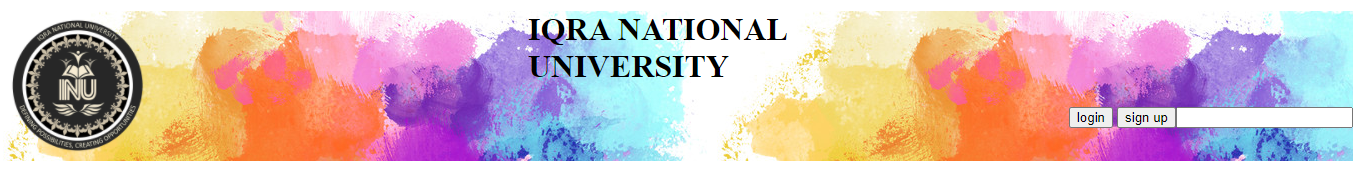 IQRA NATIONAL UNIVERSITY
INU
DEFINING POSSIBILITIES, CREATING OPPORTUNITIES
IQRA NATIONAL
UNIVERSITY
login
sign up